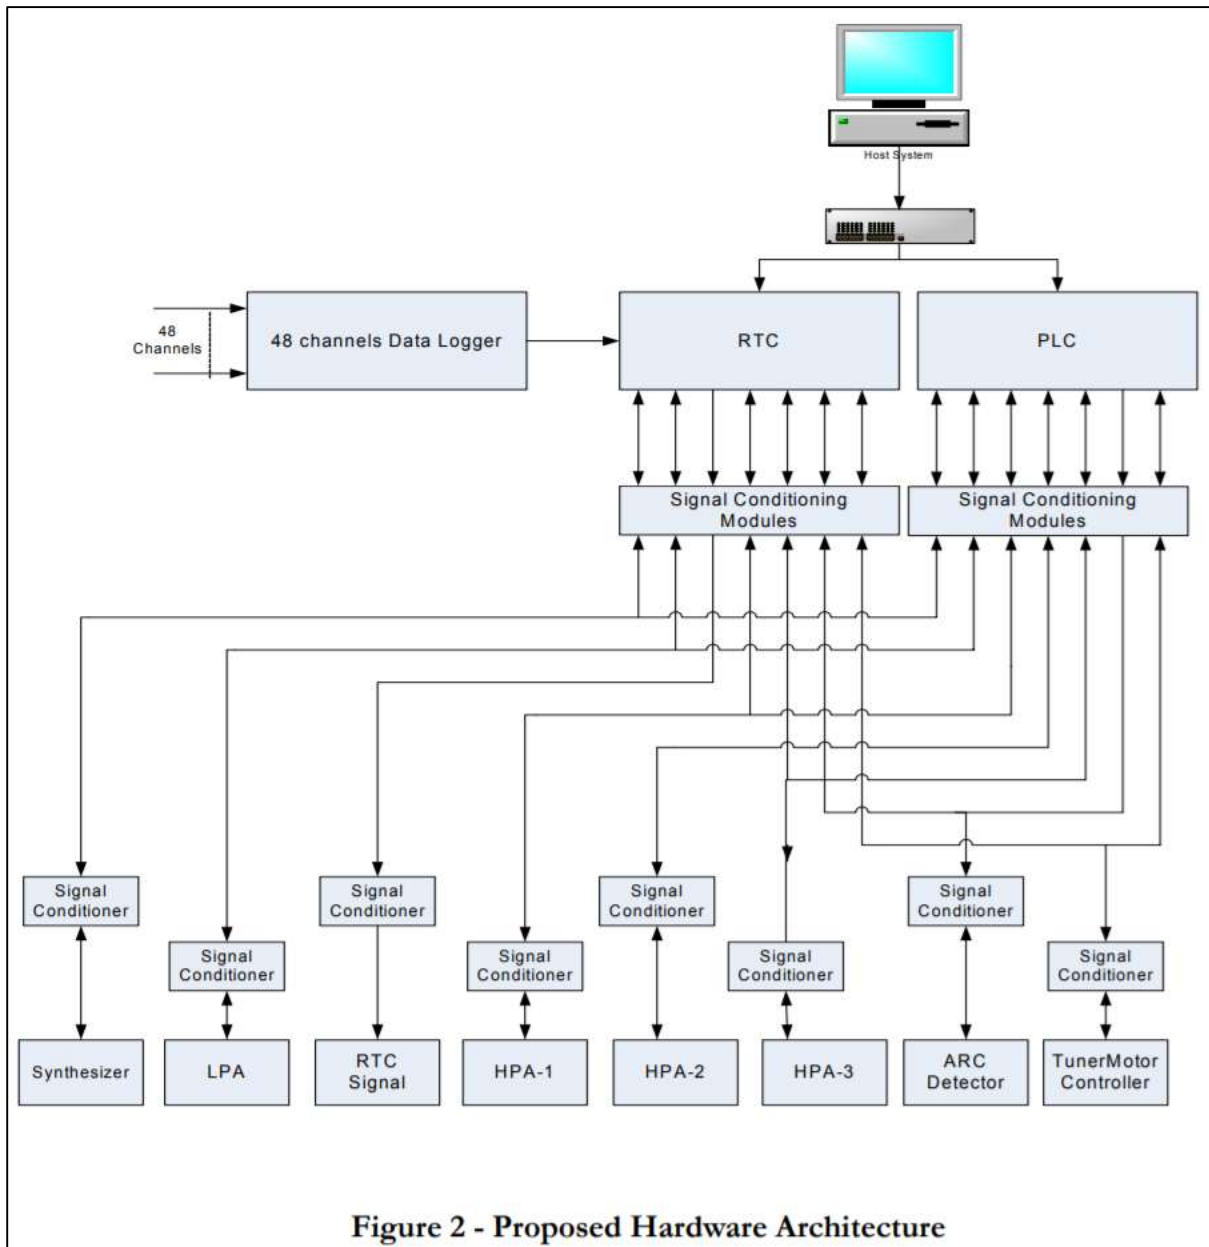 Host System
48
Channels
48 channels Data Logger
RTC
PLC
Signal Conditioning
Modules
Signal Conditioning
Modules
Signal
Conditioner
Signal
Conditioner
Signal
Conditioner
Signal
Conditioner
Signal
Conditioner
Signal
Conditioner
Signal
Conditioner
Signal
Conditioner
Synthesizer
LPA
RTC
Signal
HPA-1
HPA-2
HPA-3
ARC
Detector
TunerMotor
Controller
Figure 2 - Proposed Hardware Architecture